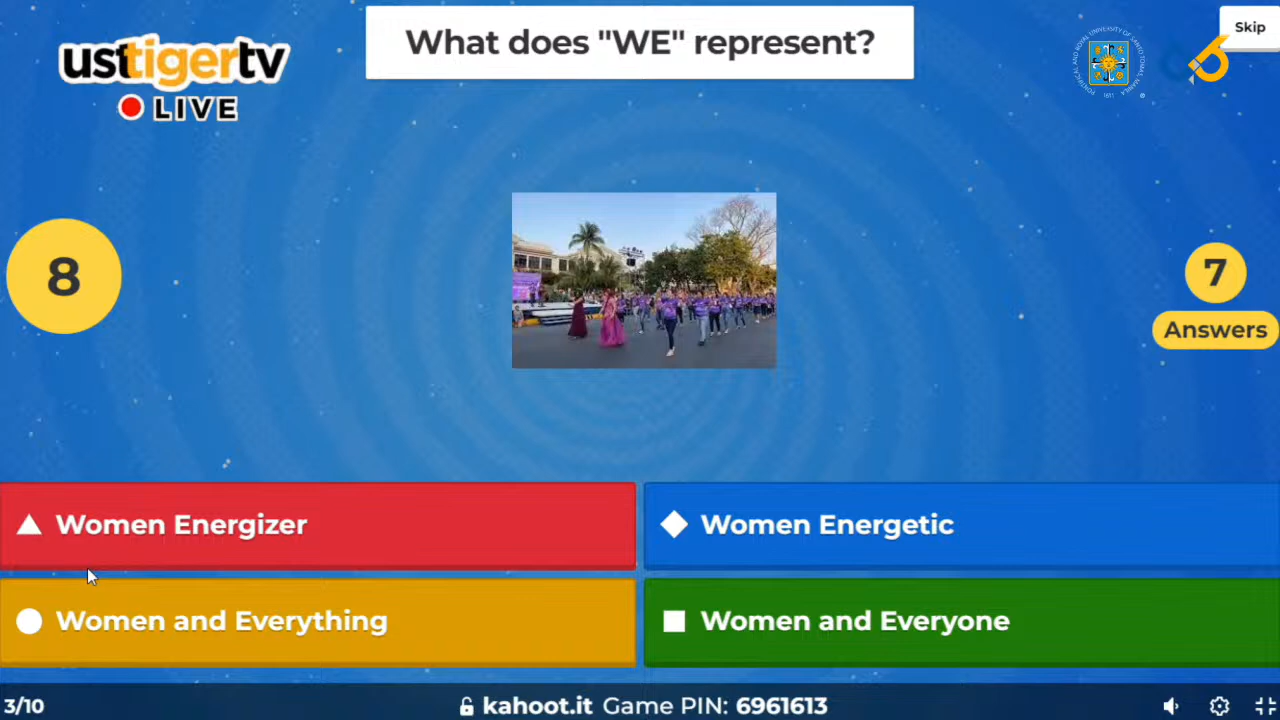 What does "WE" represent?
Skip
usttigertv
LIVE
8
7
Answers
Women Energizer
Women Energetic
Women and Everything
Women and Everyone
3/10
kahoot.it Game PIN: 6961613